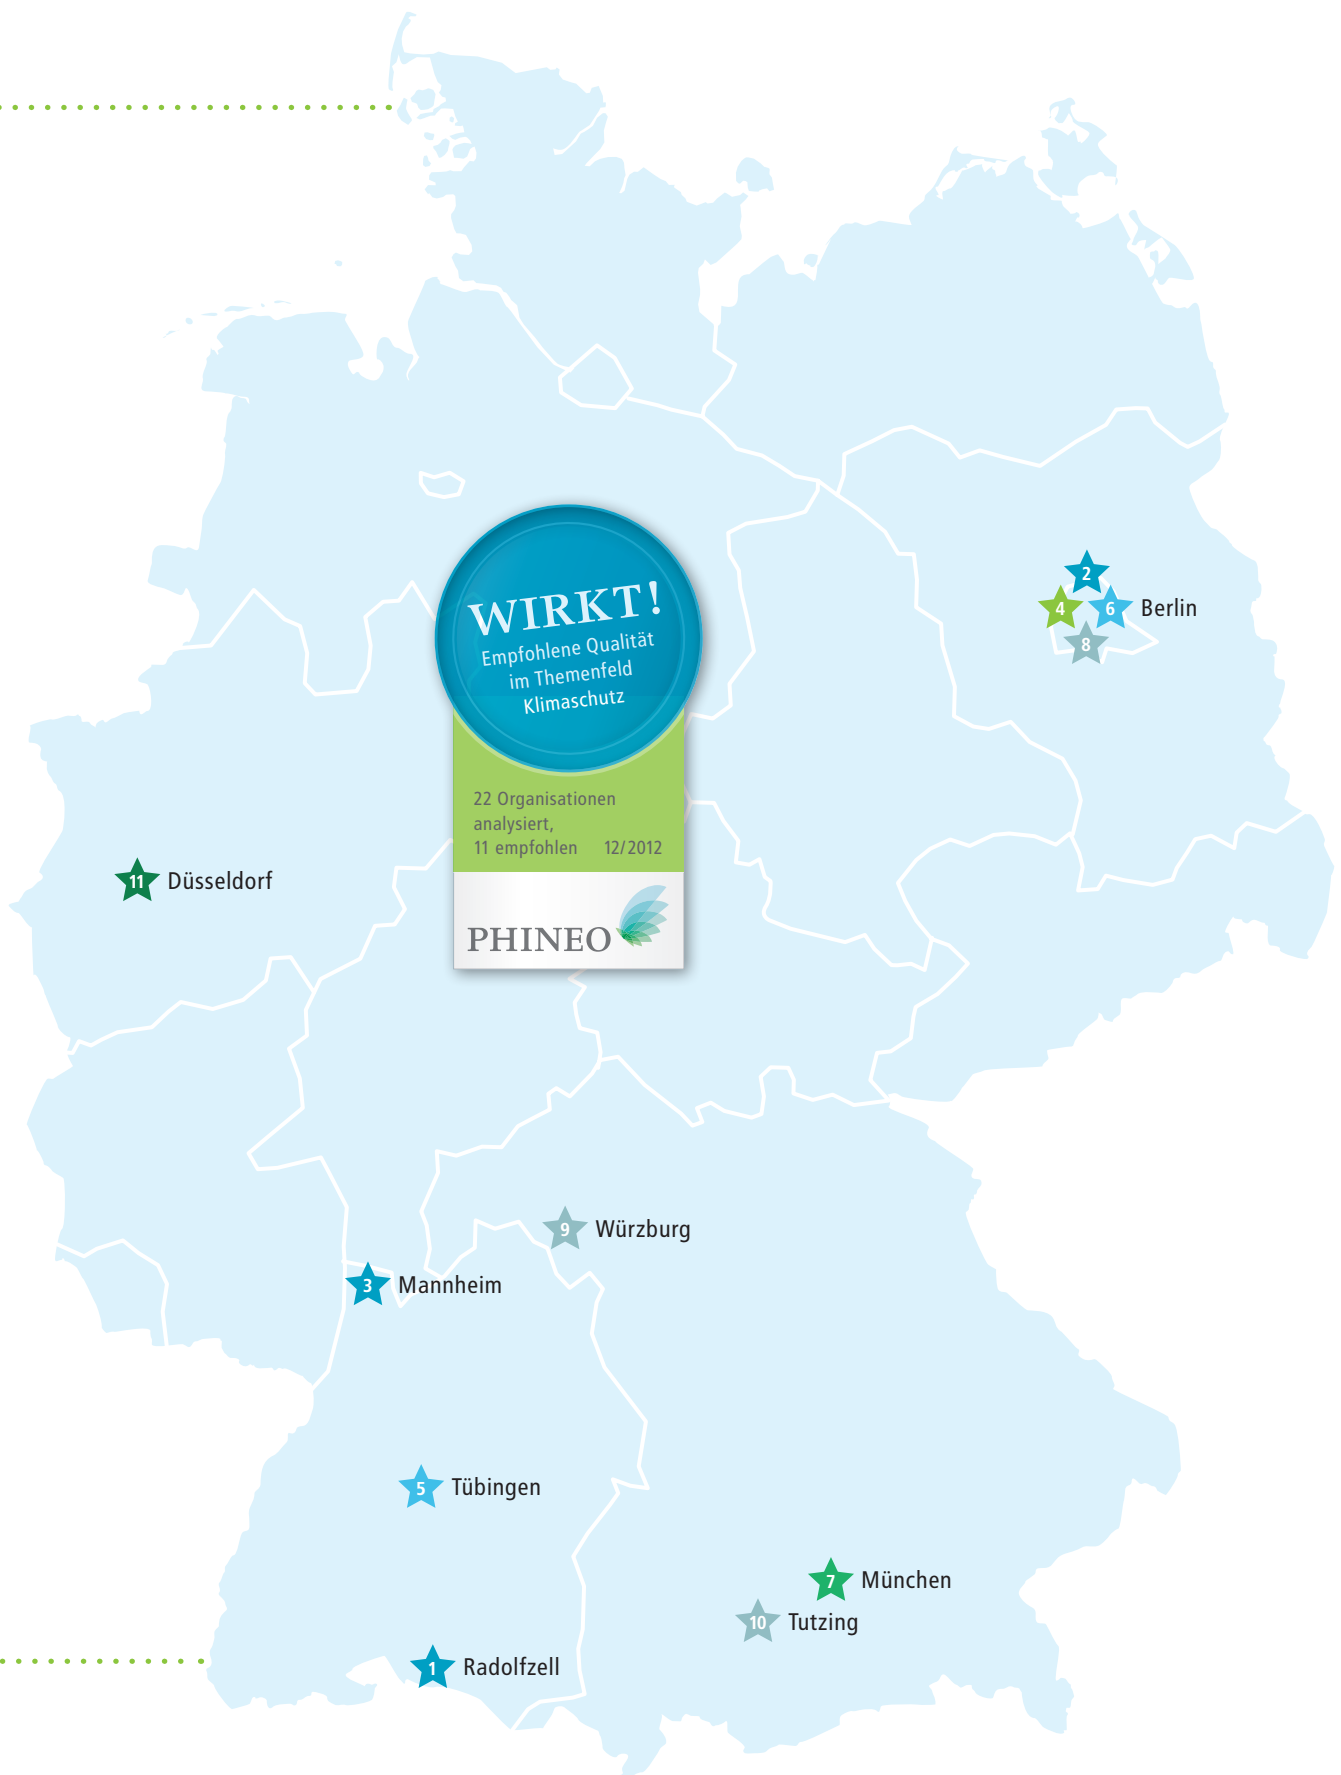 2
4
6
Berlin
8
WIRKT!
Empfohlene Qualität
im Themenfeld
Klimaschutz
22 Organisationen
analysiert,
11 empfohlen 12/2012
PHINEO
11 Düsseldorf
9 Würzburg
3 Mannheim
5 Tübingen
7 München
10 Tutzing
1 Radolfzell